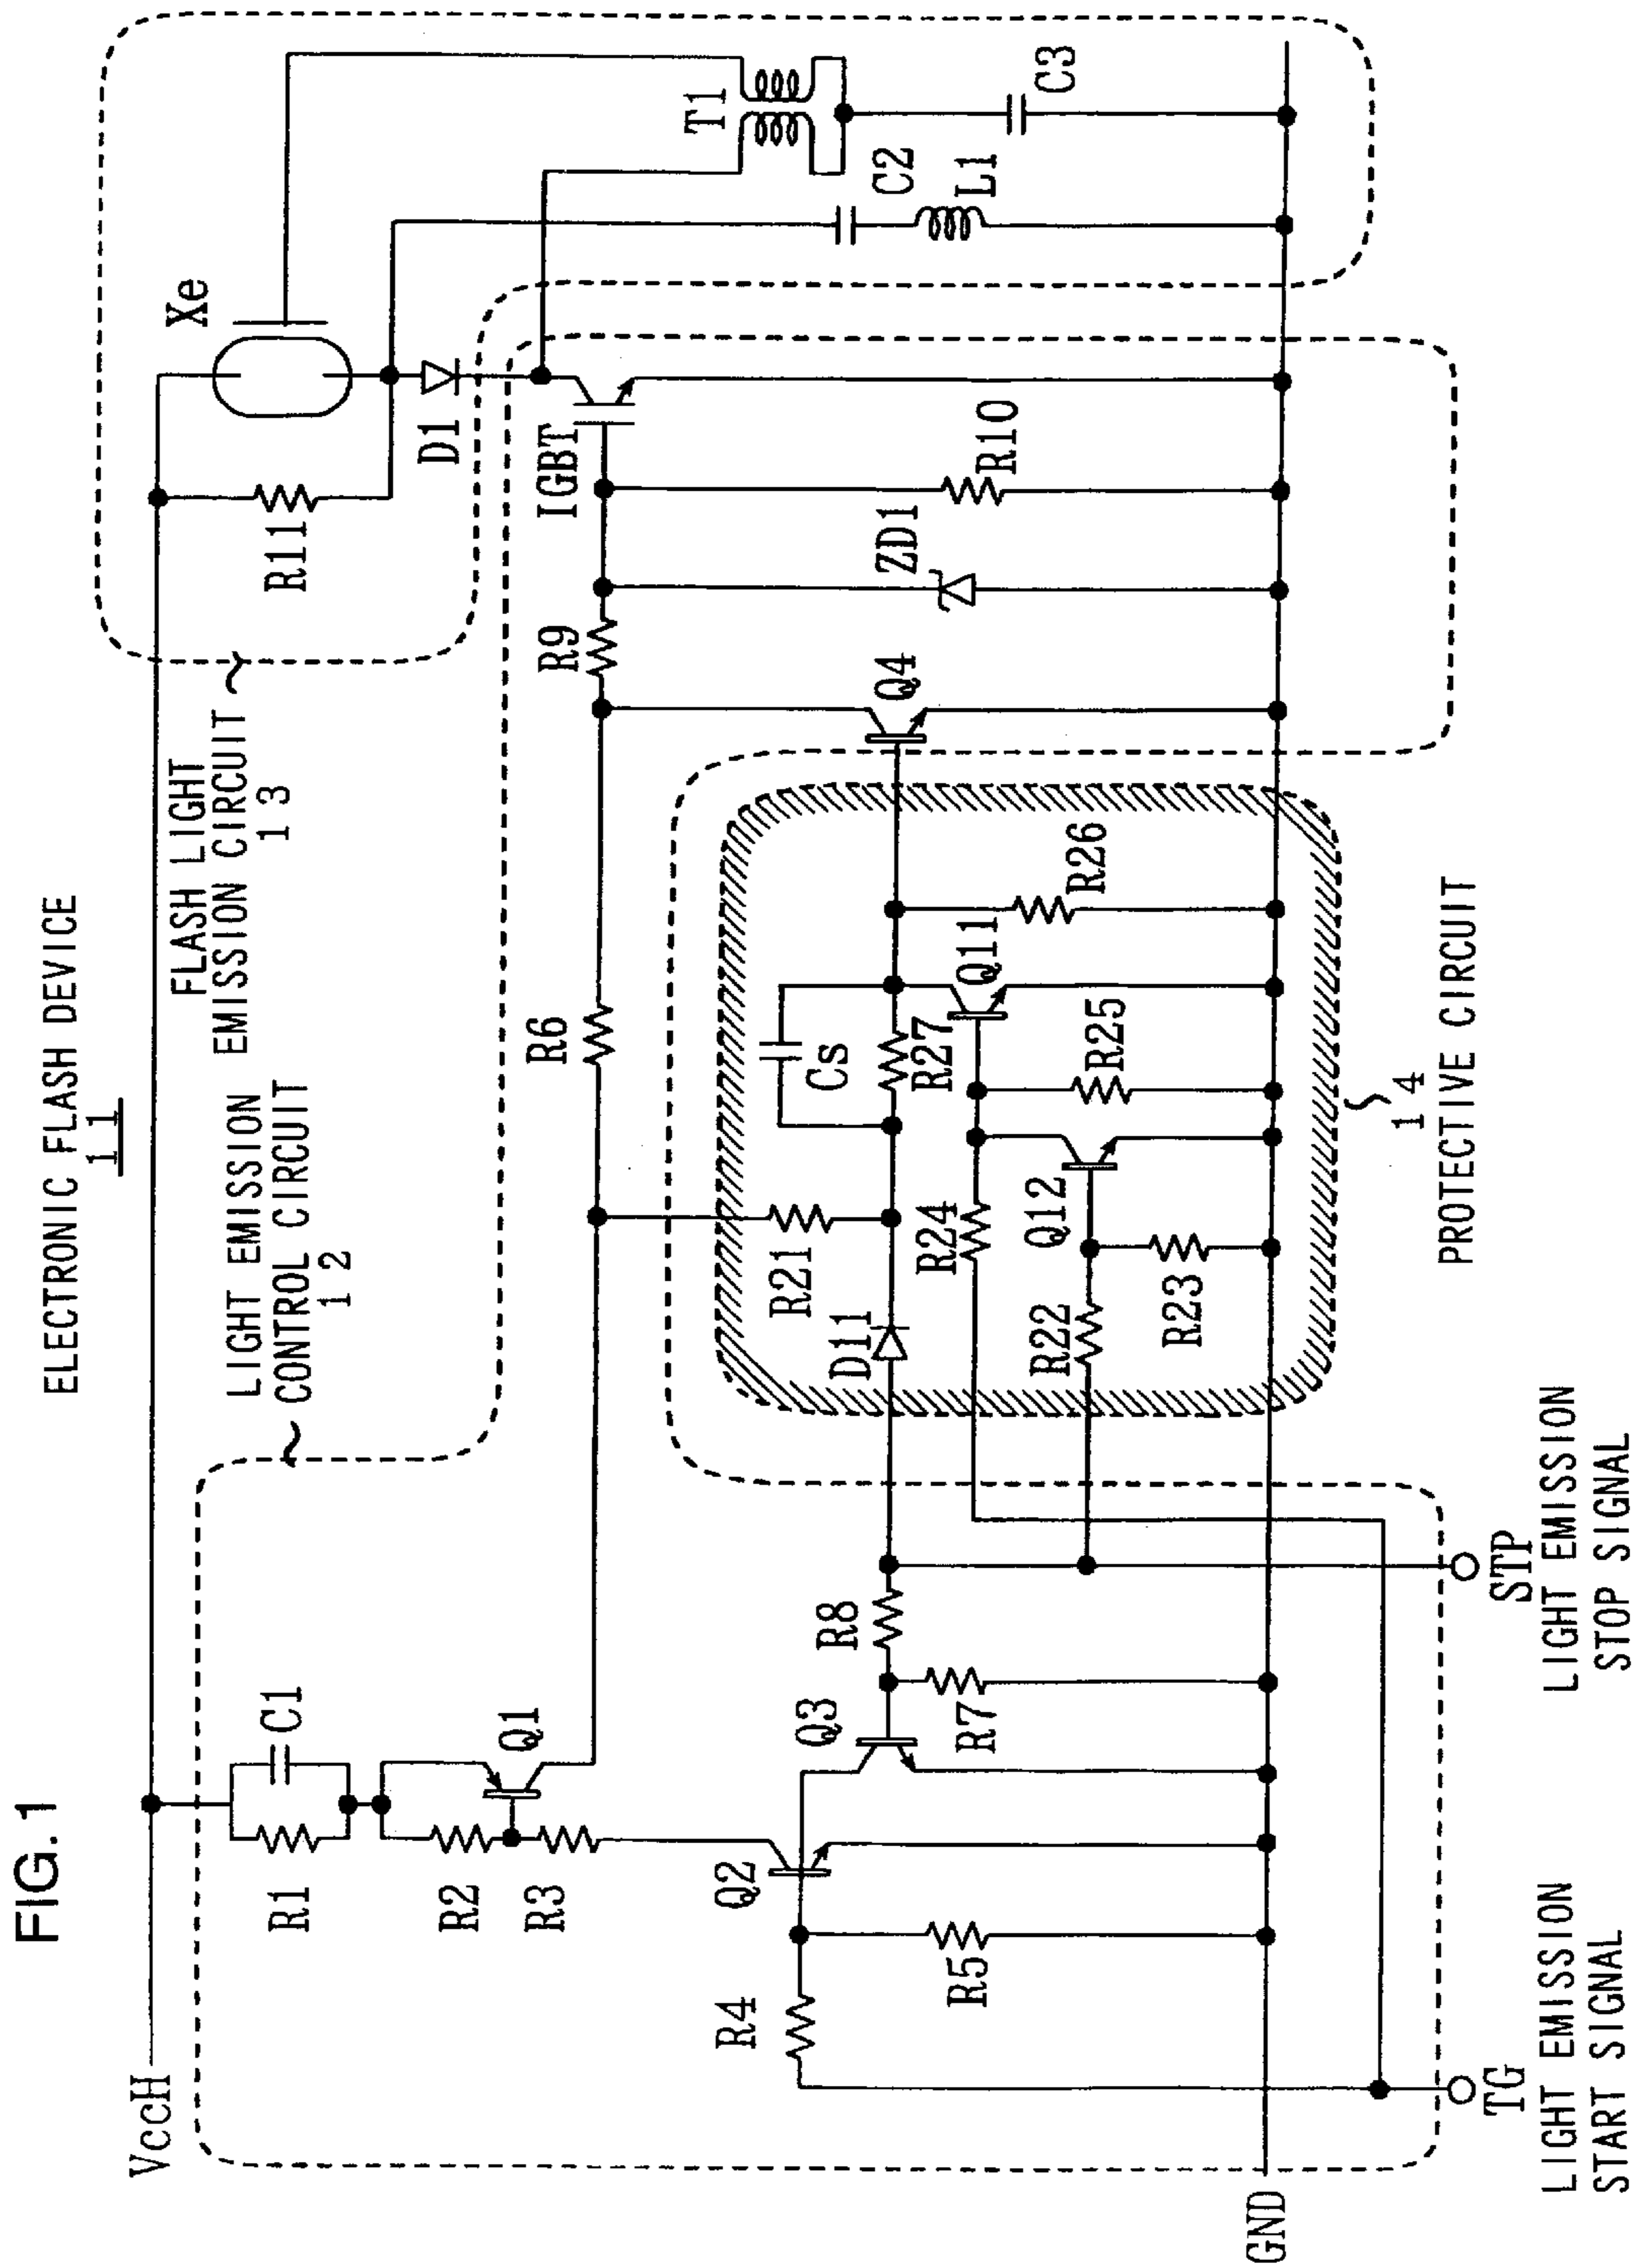 FIG.1
ELECTRONIC FLASH DEVICE
11
FLASH LIGHT
EMISSION CIRCUIT
13
LIGHT EMISSION
CONTROL CIRCUIT
12
VccH
R1
C1
R2
Q1
R3
R6
R9
IGBT
R11
Xe
D1
T1
C2
L1
C3
R10
ZD1
Q4
Q2
Q3
R4
R5
R7
R8
D11
R21
Cs
R27
Q11
R26
R24
R25
Q12
R22
R23
14
PROTECTIVE CIRCUIT
GND
TG
LIGHT EMISSION
START SIGNAL
STP
LIGHT EMISSION
STOP SIGNAL